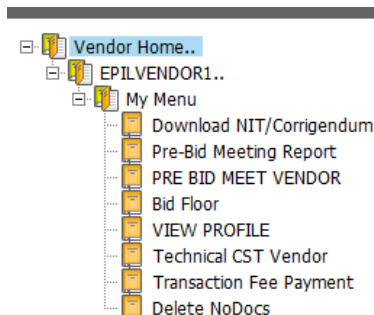 Vendor Home..
EPILVENDOR1..
My Menu
Download NIT/Corrigendum
Pre-Bid Meeting Report
PRE BID MEET VENDOR
Bid Floor
VIEW PROFILE
Technical CST Vendor
Transaction Fee Payment
Delete NoDocs